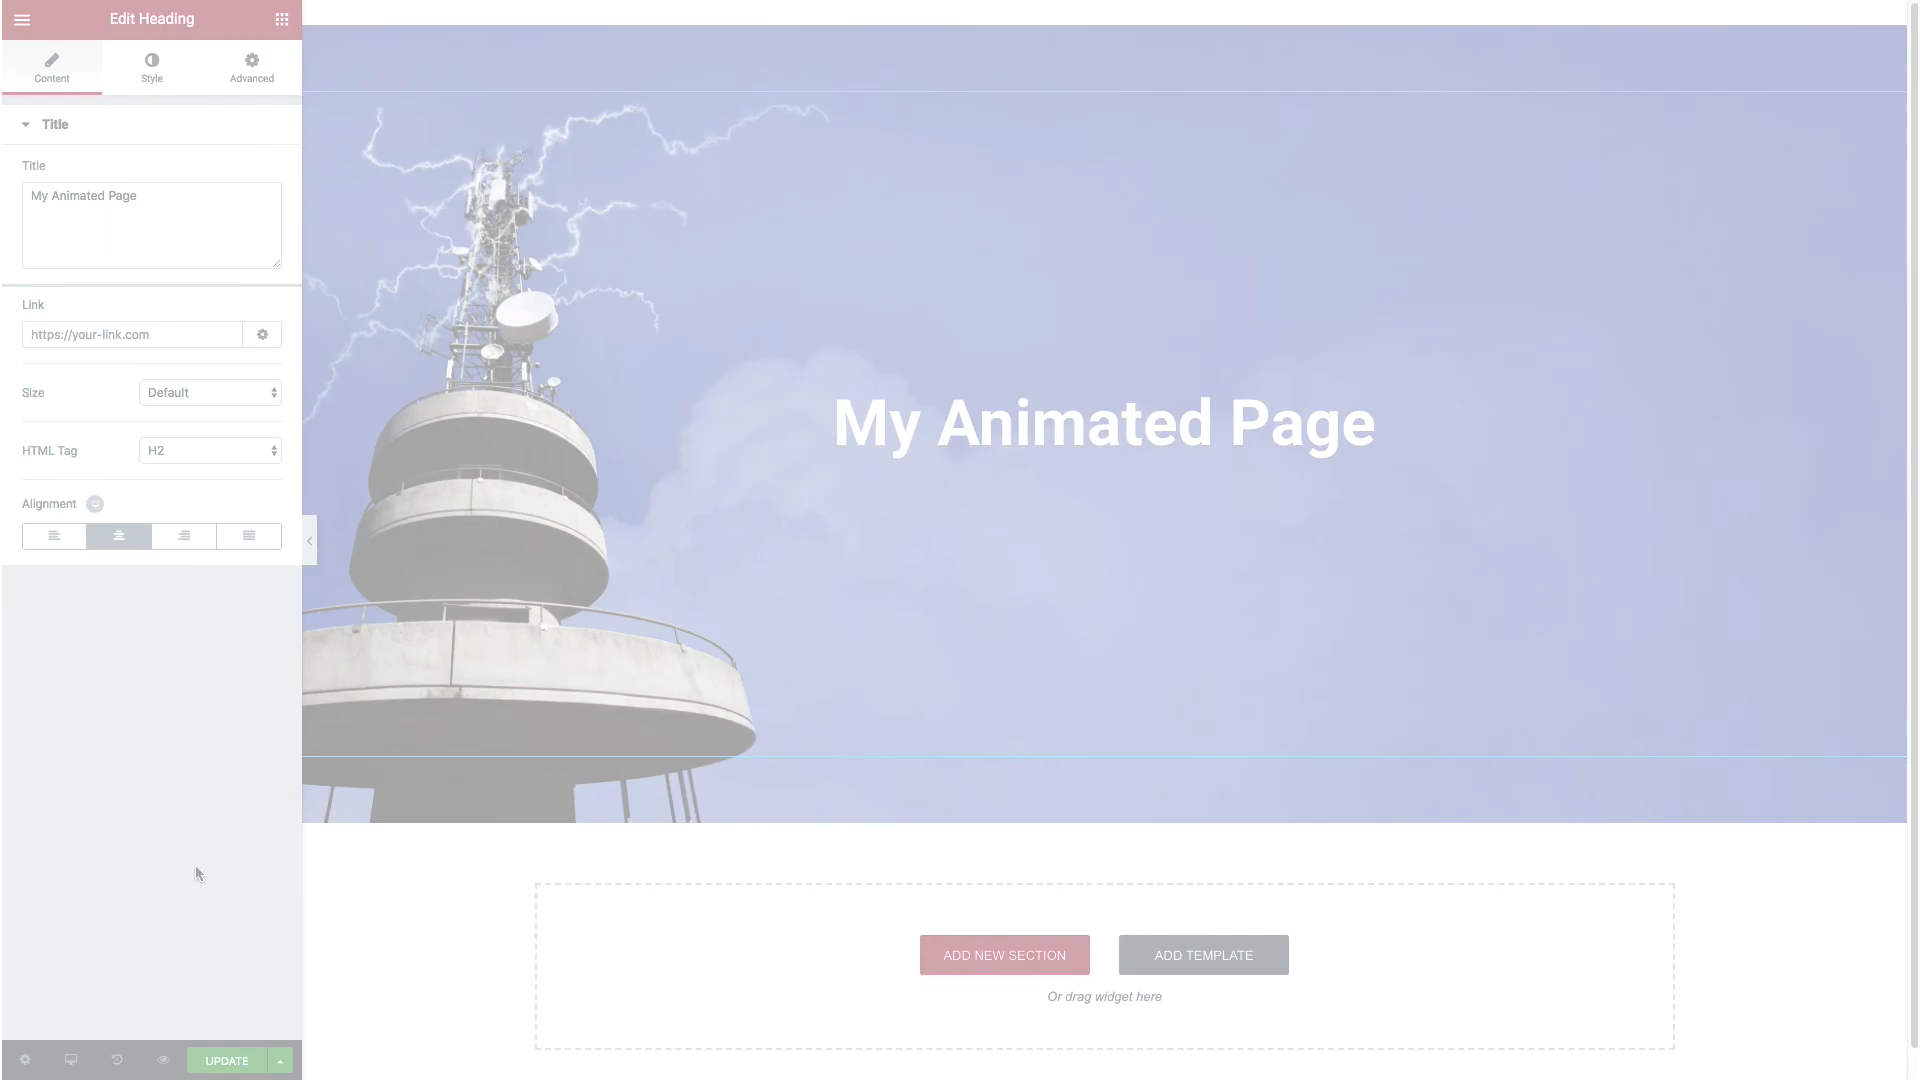 Edit Heading
Content
Style
Advanced
Title
Title
My Animated Page
Link
https://your-link.com
Size
Default
HTML Tag
H2
Alignment
UPDATE
My Animated Page
ADD NEW SECTION
ADD TEMPLATE
Or drag widget here